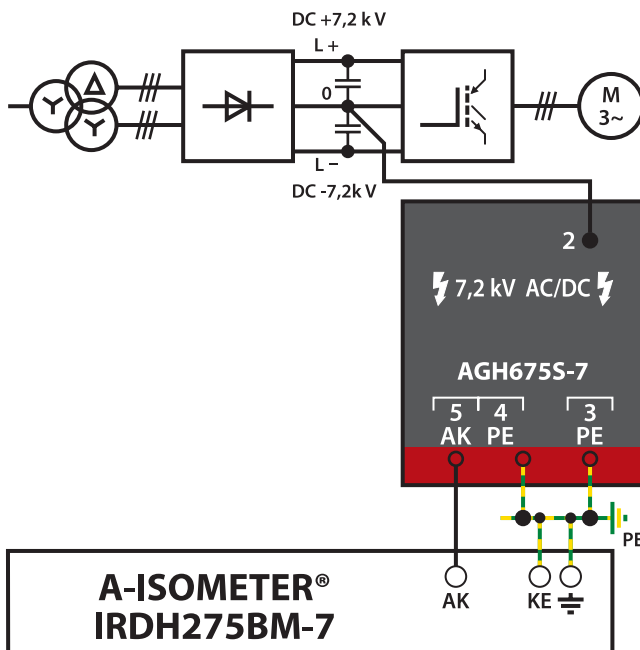 DC +7,2 k V
L +
0
L –
DC -7,2k V
M
3~
2
7,2 kV AC/DC
AGH675S-7
5 4 3
AK PE PE
PE
A-ISOMETER®
IRDH275BM-7
AK KE